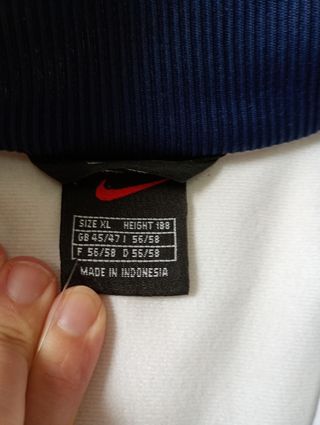 SIZE XL HEIGHT 188
GB 45/47 I 56/58
F 56/58 D 56/58
MADE IN INDONESIA